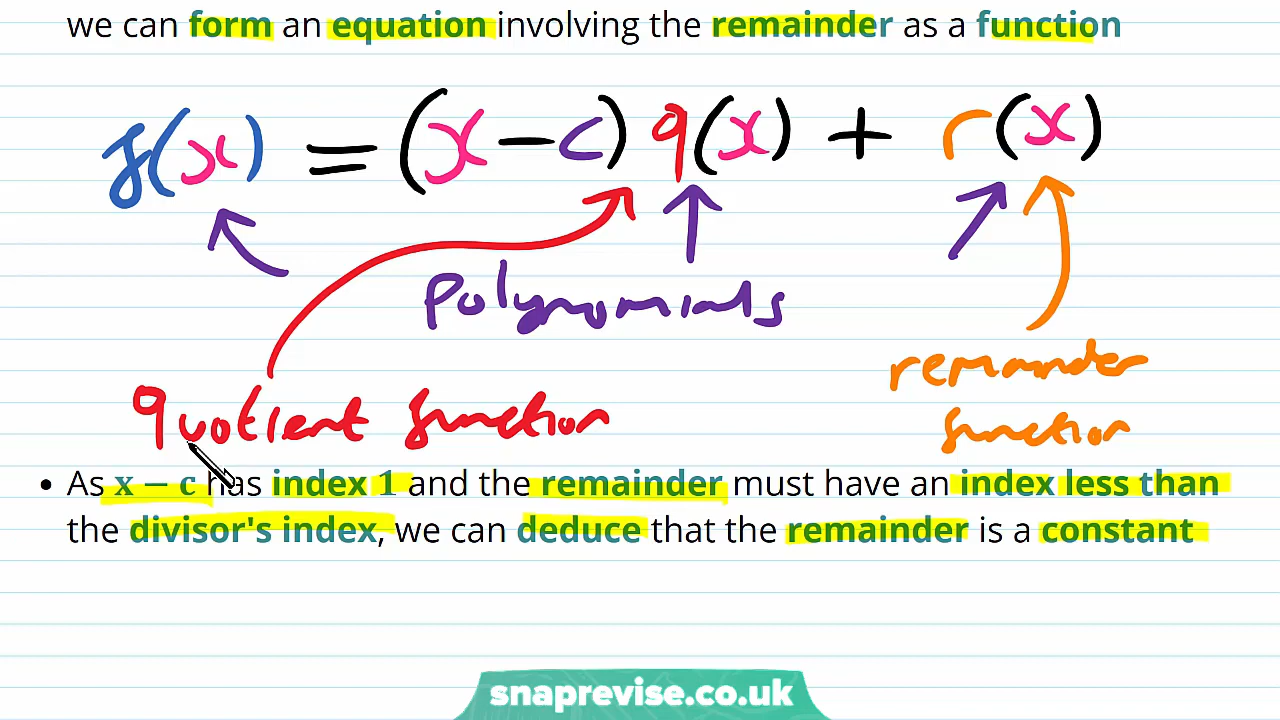 we can form an equation involving the remainder as a function
f(x) = (x - c) q(x) + r(x)
Polynomials
remainder
function
quotient function
• As x − c has index 1 and the remainder must have an index less than
the divisor's index, we can deduce that the remainder is a constant
snaprevise.co.uk